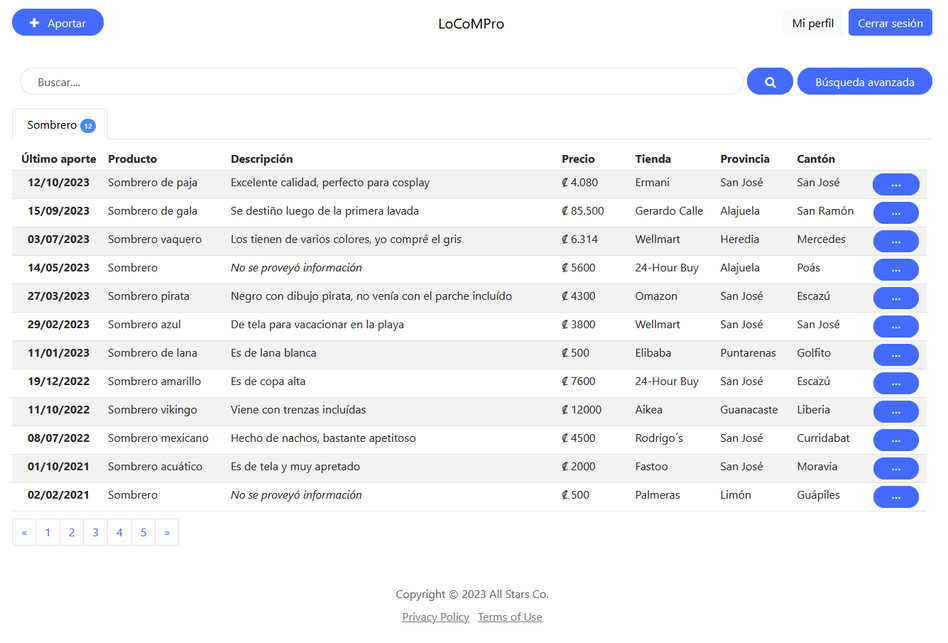 + Aportar LoCoMPro Mi perfil Cerrar sesión
Buscar.... Búsqueda avanzada
Sombrero 12
Último aporte Producto Descripción Precio Tienda Provincia Cantón
12/10/2023 Sombrero de paja Excelente calidad, perfecto para cosplay ₡ 4.080 Ermani San José San José ...
15/09/2023 Sombrero de gala Se destiño luego de la primera lavada ₡ 85.500 Gerardo Calle Alajuela San Ramón ...
03/07/2023 Sombrero vaquero Los tienen de varios colores, yo compré el gris ₡ 6.314 Wellmart Heredia Mercedes ...
14/05/2023 Sombrero No se proveyó información ₡ 5600 24-Hour Buy Alajuela Poás ...
27/03/2023 Sombrero pirata Negro con dibujo pirata, no venía con el parche incluído ₡ 4300 Omazon San José Escazú ...
29/02/2023 Sombrero azul De tela para vacacionar en la playa ₡ 3800 Wellmart San José San José ...
11/01/2023 Sombrero de lana Es de lana blanca ₡ 500 Elibaba Puntarenas Golfito ...
19/12/2022 Sombrero amarillo Es de copa alta ₡ 7600 24-Hour Buy San José Escazú ...
11/10/2022 Sombrero vikingo Viene con trenzas incluídas ₡ 12000 Aikea Guanacaste Liberia ...
08/07/2022 Sombrero mexicano Hecho de nachos, bastante apetitoso ₡ 4500 Rodrigo´s San José Curridabat ...
01/10/2021 Sombrero acuático Es de tela y muy apretado ₡ 2000 Fastoo San José Moravia ...
02/02/2021 Sombrero No se proveyó información ₡ 500 Palmeras Limón Guápiles ...
« 1 2 3 4 5 »
Copyright © 2023 All Stars Co.
Privacy Policy Terms of Use